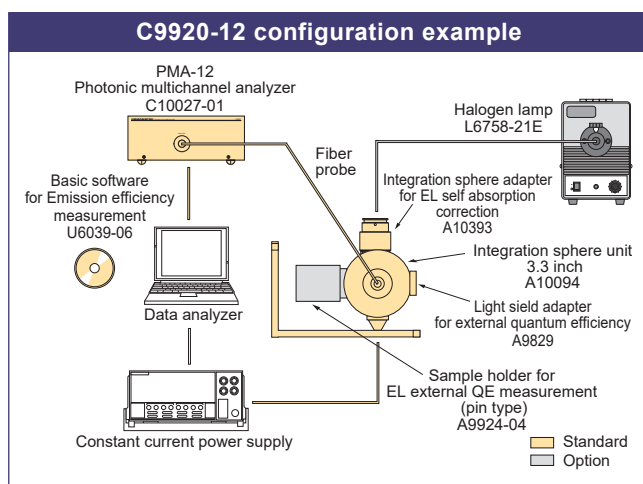 C9920-12 configuration example
PMA-12
Photonic multichannel analyzer
C10027-01
Halogen lamp
L6758-21E
Fiber
probe
Basic software
for Emission efficiency
measurement
U6039-06
Integration sphere adapter
for EL self absorption
correction
A10393
Integration sphere unit
3.3 inch
A10094
Data analyzer
Light sield adapter
for external quantum efficiency
A9829
Sample holder for
EL external QE measurement
(pin type)
A9924-04
Constant current power supply
Standard
Option